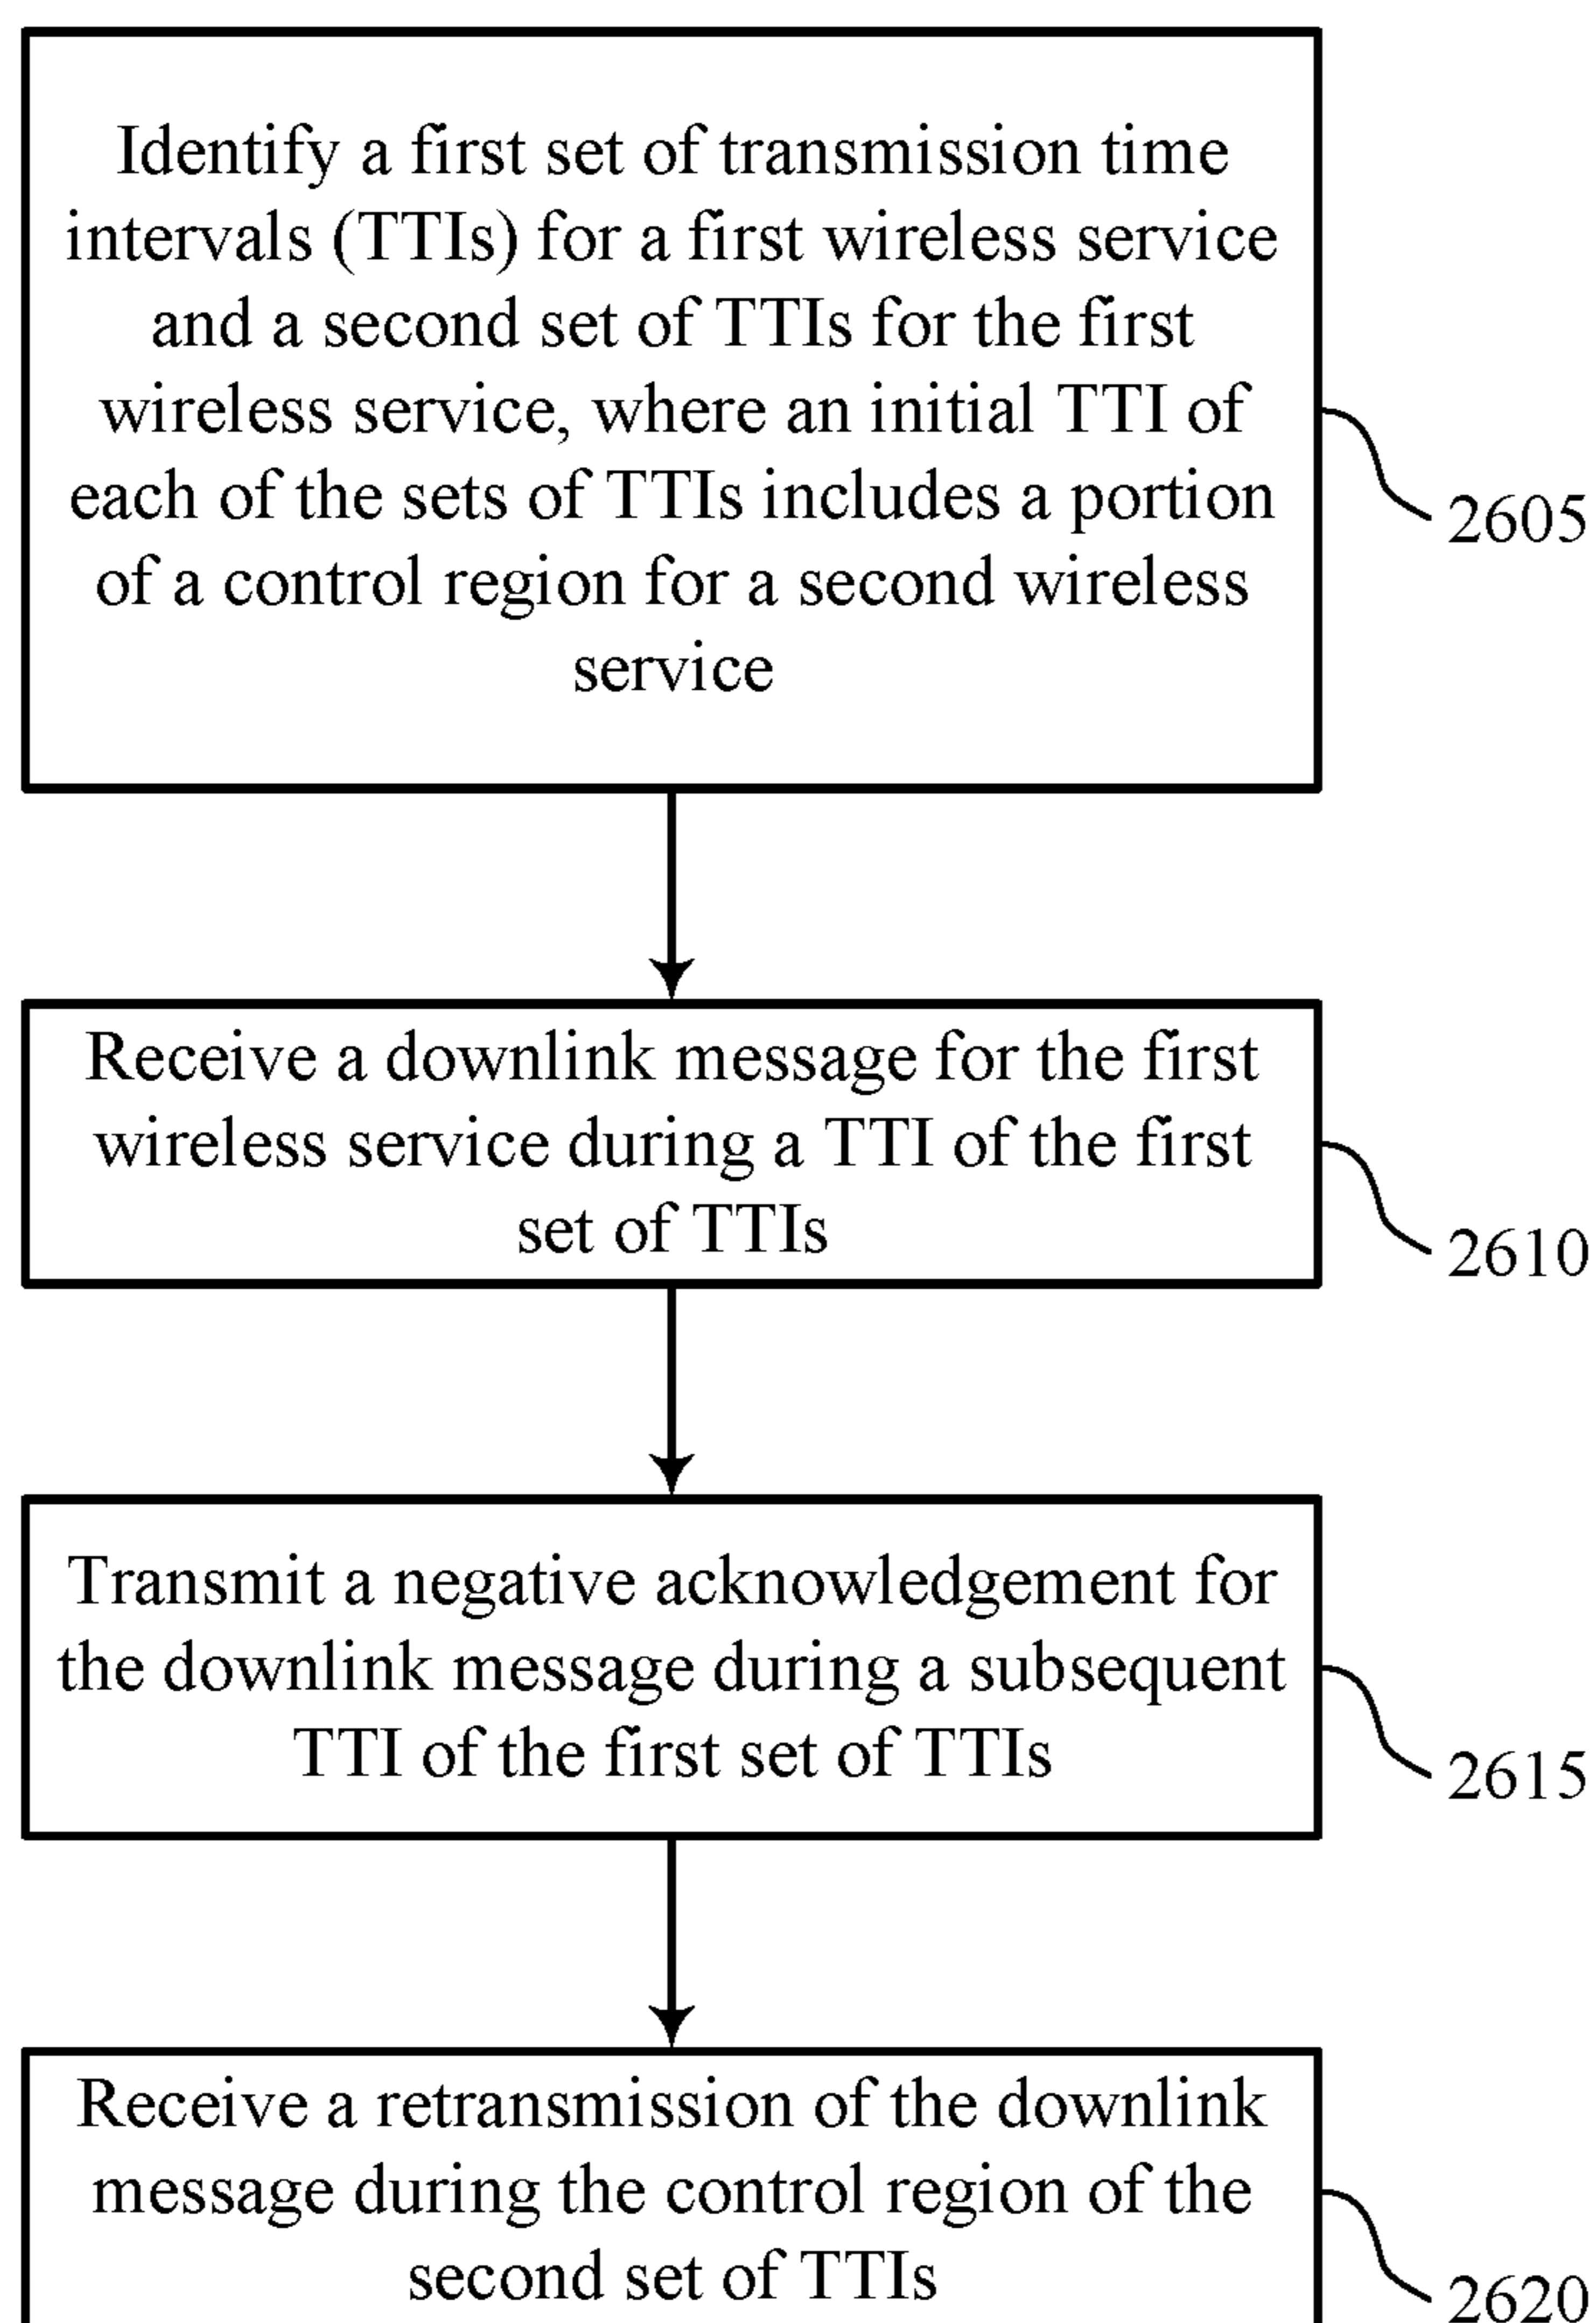 Identify a first set of transmission time
intervals (TTIs) for a first wireless service
and a second set of TTIs for the first
wireless service, where an initial TTI of
each of the sets of TTIs includes a portion
of a control region for a second wireless
service
2605
Receive a downlink message for the first
wireless service during a TTI of the first
set of TTIs
2610
Transmit a negative acknowledgement for
the downlink message during a subsequent
TTI of the first set of TTIs
2615
Receive a retransmission of the downlink
message during the control region of the
second set of TTIs
2620